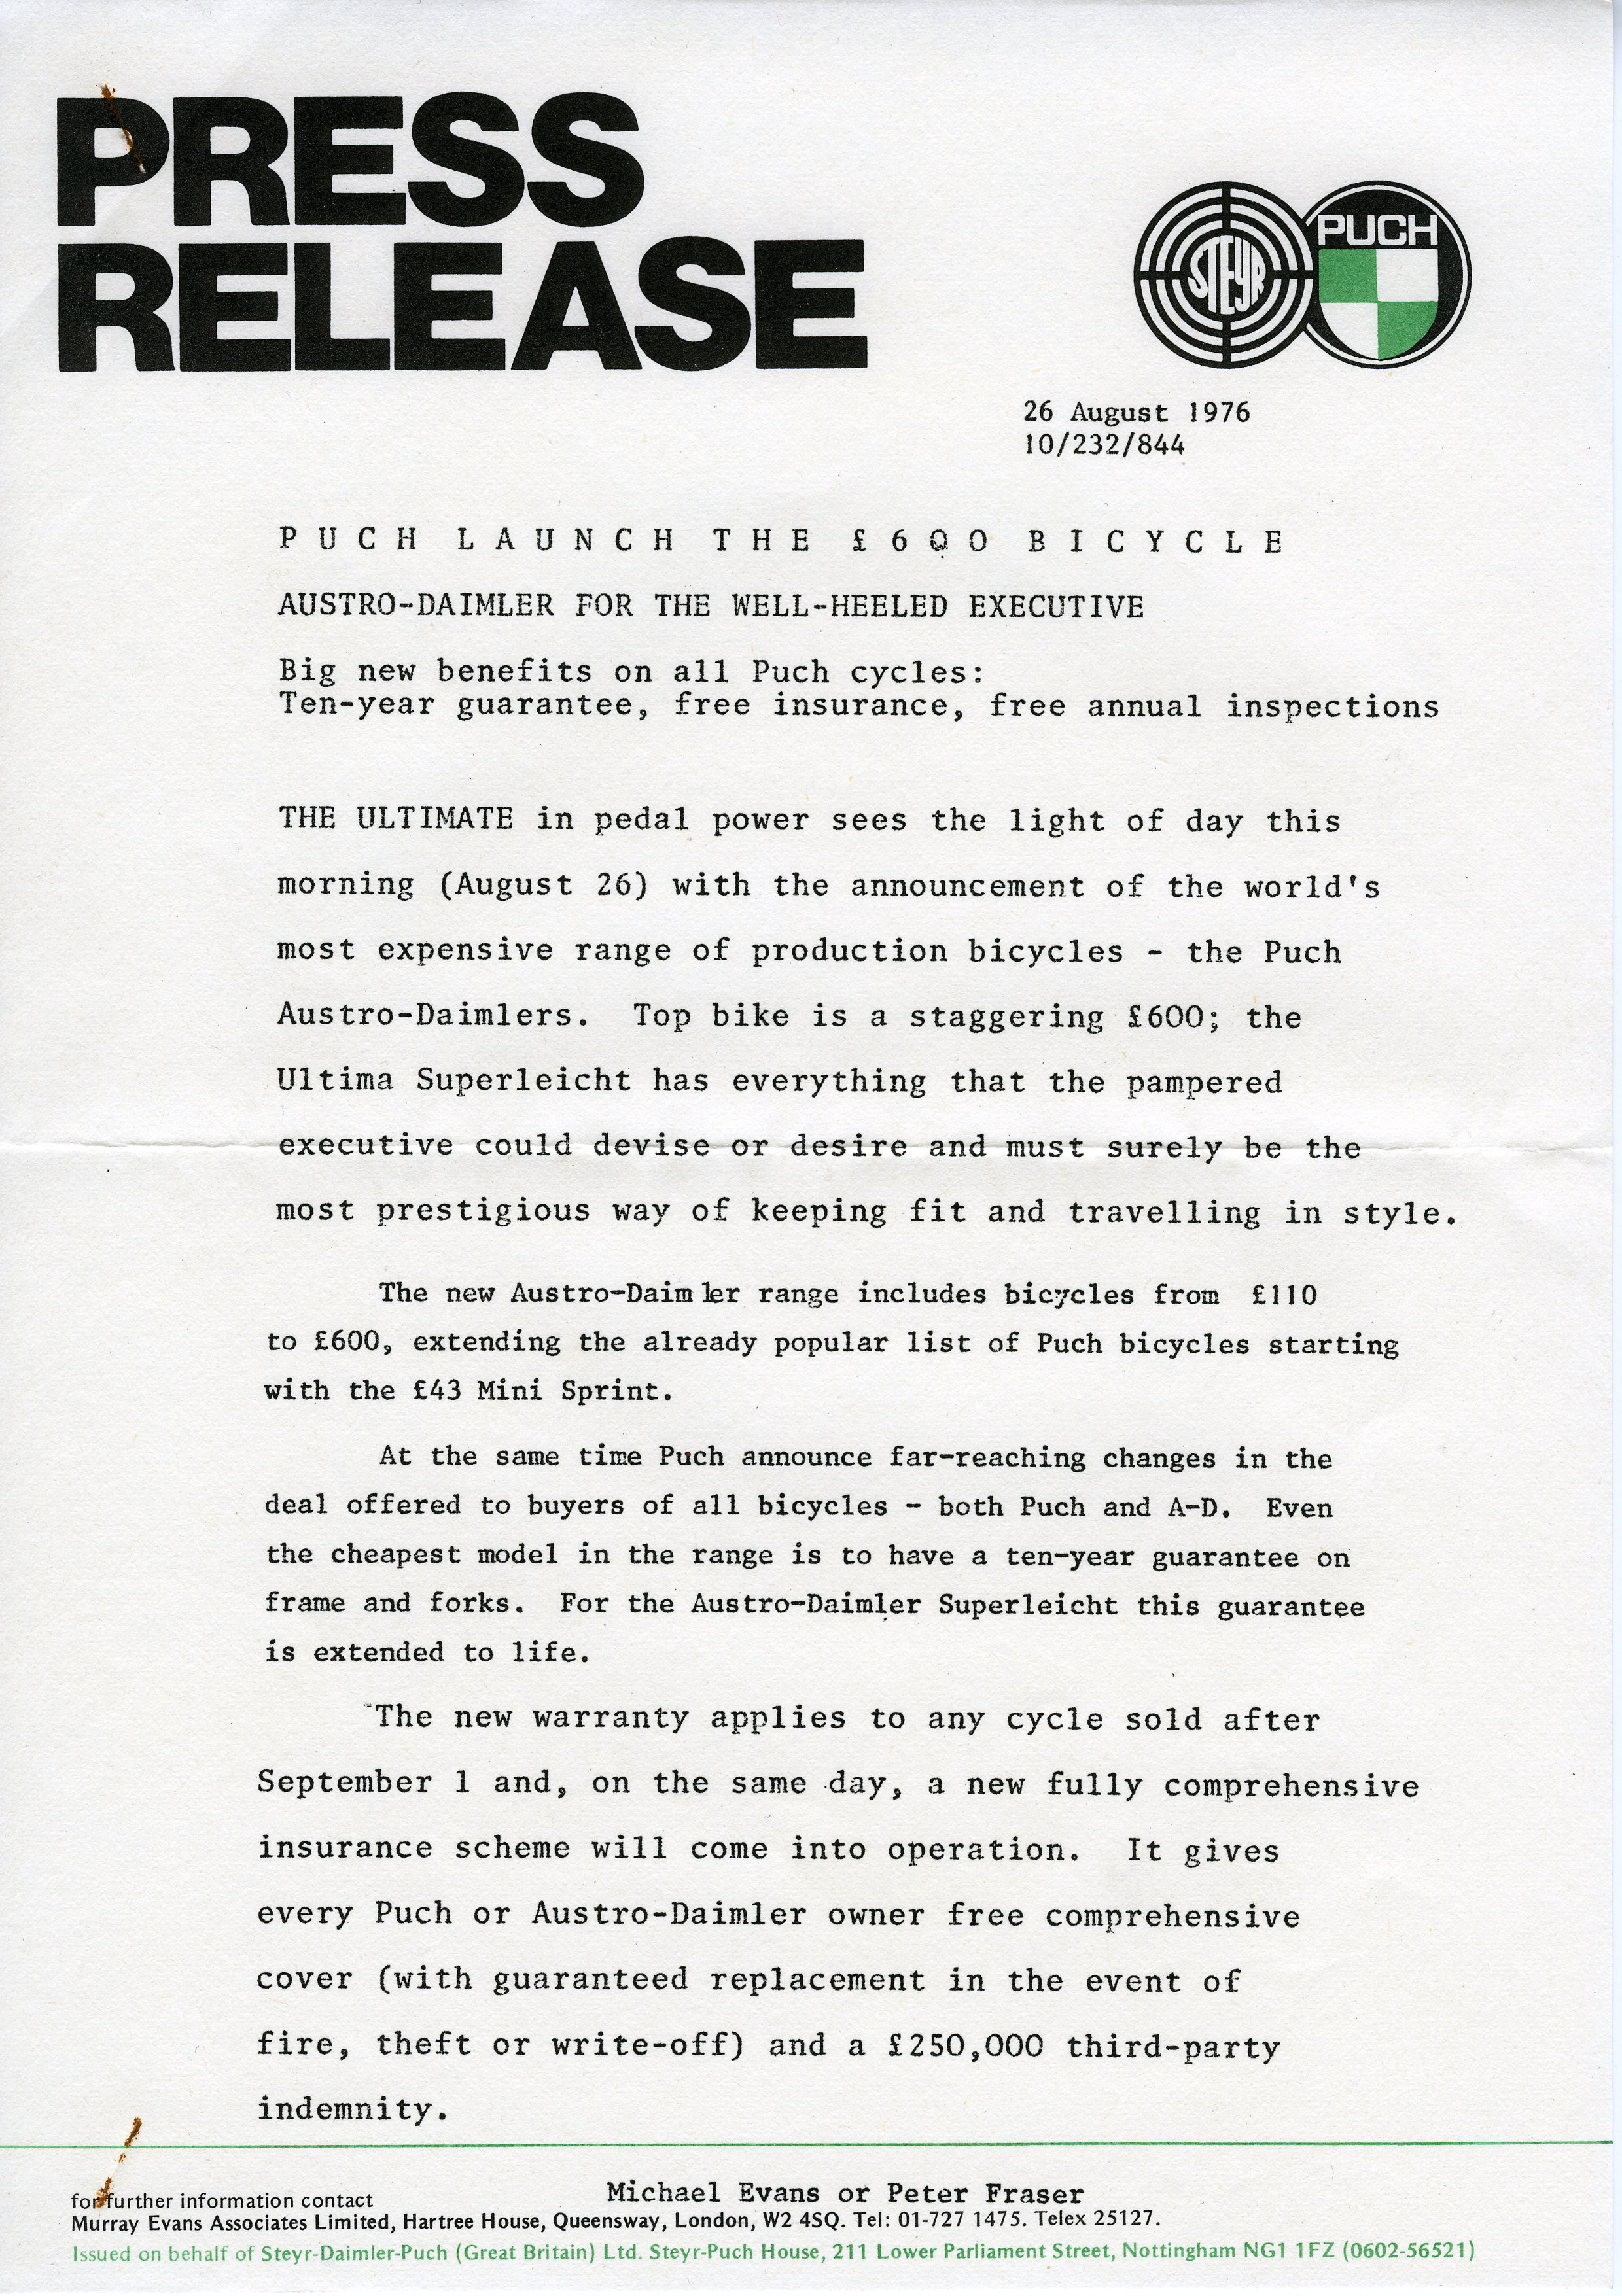 PRESS
RELEASE
STEYR
PUCH
26 August 1976
10/232/844
PUCH LAUNCH THE £600 BICYCLE
AUSTRO-DAIMLER FOR THE WELL-HEELED EXECUTIVE
Big new benefits on all Puch cycles:
Ten-year guarantee, free insurance, free annual inspections
THE ULTIMATE in pedal power sees the light of day this
morning (August 26) with the announcement of the world's
most expensive range of production bicycles - the Puch
Austro-Daimlers. Top bike is a staggering £600; the
Ultima Superleicht has everything that the pampered
executive could devise or desire and must surely be the
most prestigious way of keeping fit and travelling in style.
The new Austro-Daimler range includes bicycles from £110
to £600, extending the already popular list of Puch bicycles starting
with the £43 Mini Sprint.
At the same time Puch announce far-reaching changes in the
deal offered to buyers of all bicycles - both Puch and A-D. Even
the cheapest model in the range is to have a ten-year guarantee on
frame and forks. For the Austro-Daimler Superleicht this guarantee
is extended to life.
The new warranty applies to any cycle sold after
September 1 and, on the same day, a new fully comprehensive
insurance scheme will come into operation. It gives
every Puch or Austro-Daimler owner free comprehensive
cover (with guaranteed replacement in the event of
fire, theft or write-off) and a £250,000 third-party
indemnity.
for further information contact Michael Evans or Peter Fraser
Murray Evans Associates Limited, Hartree House, Queensway, London, W2 4SQ. Tel: 01-727 1475. Telex 25127.
Issued on behalf of Steyr-Daimler-Puch (Great Britain) Ltd. Steyr-Puch House, 211 Lower Parliament Street, Nottingham NG1 1FZ (0602-56521)